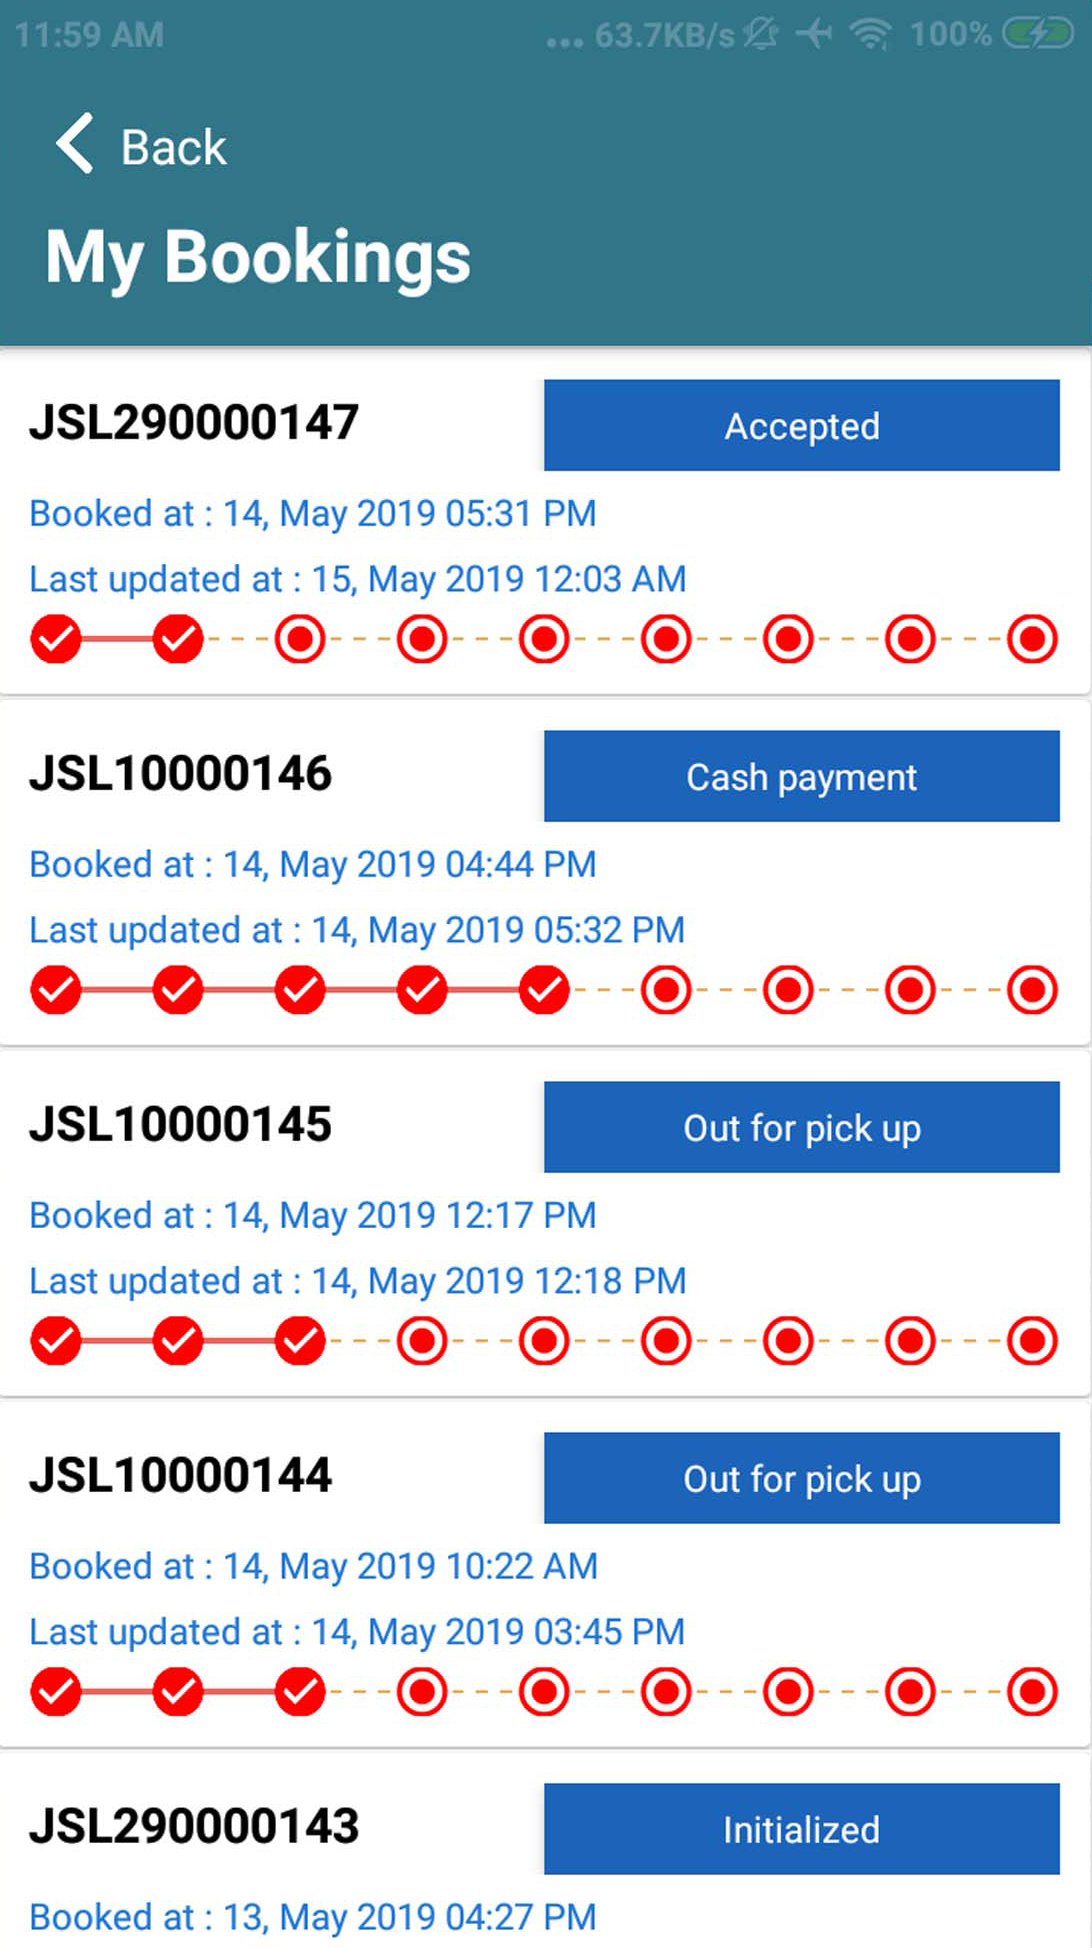 11:59 AM ... 63.7KB/s 100%
Back
My Bookings
JSL290000147 Accepted
Booked at : 14, May 2019 05:31 PM
Last updated at : 15, May 2019 12:03 AM
JSL10000146 Cash payment
Booked at : 14, May 2019 04:44 PM
Last updated at : 14, May 2019 05:32 PM
JSL10000145 Out for pick up
Booked at : 14, May 2019 12:17 PM
Last updated at : 14, May 2019 12:18 PM
JSL10000144 Out for pick up
Booked at : 14, May 2019 10:22 AM
Last updated at : 14, May 2019 03:45 PM
JSL290000143 Initialized
Booked at : 13, May 2019 04:27 PM